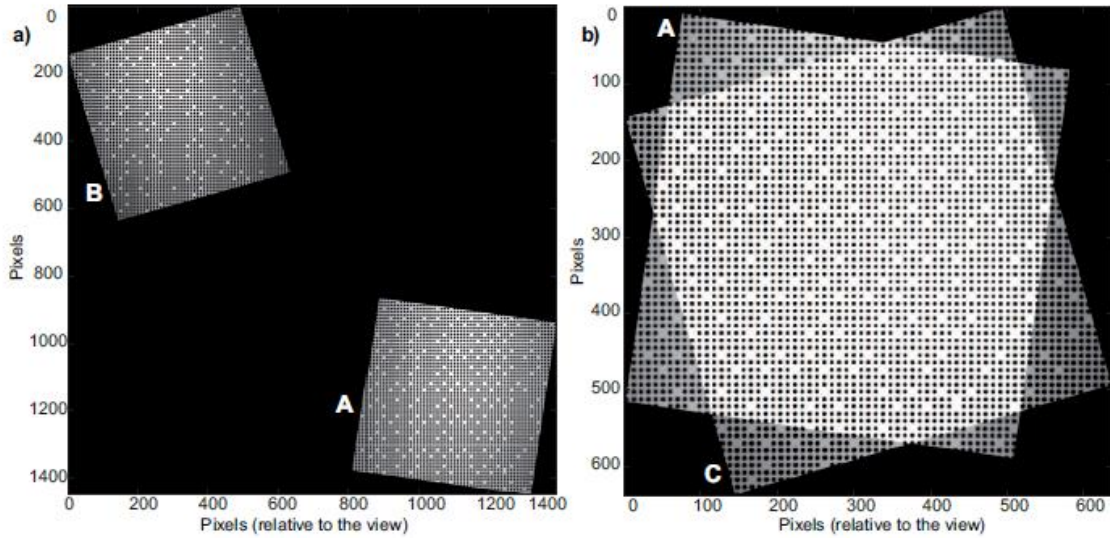 a)
0
200
400
600
800
1000
1200
1400
Pixels
B
A
0 200 400 600 800 1000 1200 1400
Pixels (relative to the view)
b)
0
100
200
300
400
500
600
Pixels
A
C
0 100 200 300 400 500 600
Pixels (relative to the view)